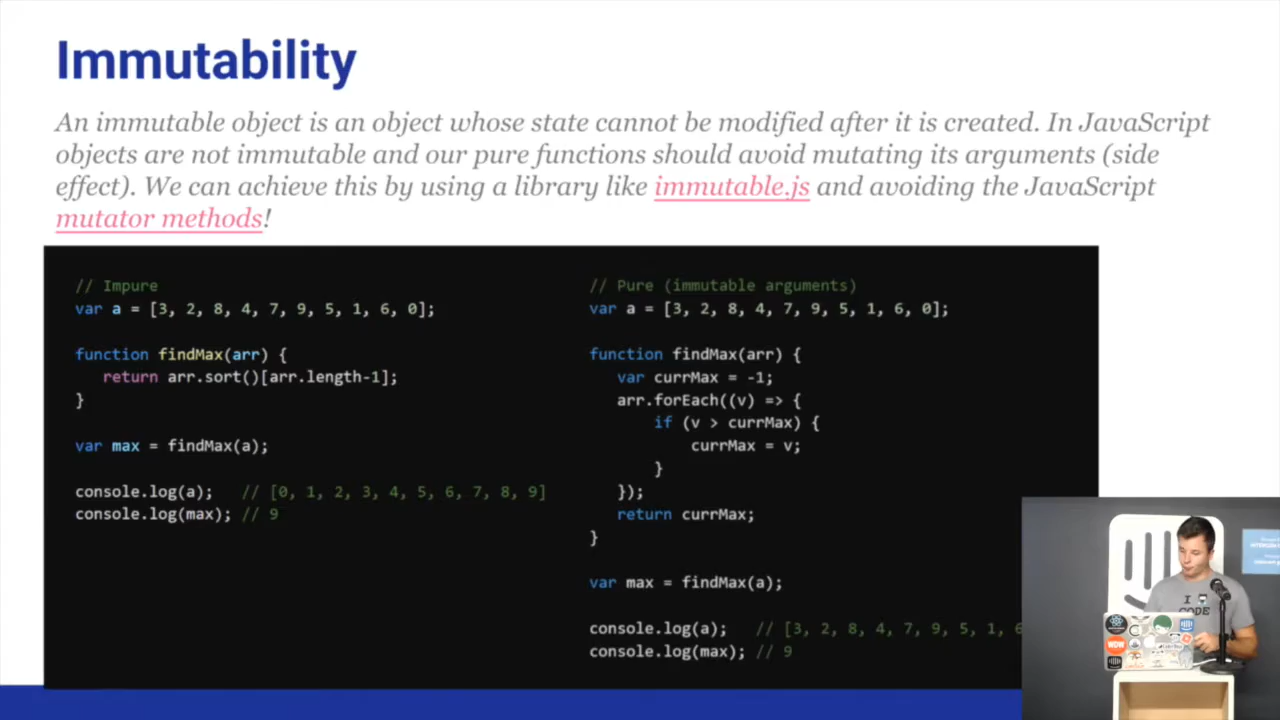 Immutability
An immutable object is an object whose state cannot be modified after it is created. In JavaScript
objects are not immutable and our pure functions should avoid mutating its arguments (side
effect). We can achieve this by using a library like immutable.js and avoiding the JavaScript
mutator methods!
// Impure
var a = [3, 2, 8, 4, 7, 9, 5, 1, 6, 0];
function findMax(arr) {
return arr.sort()[arr.length-1];
}
var max = findMax(a);
console.log(a); // [0, 1, 2, 3, 4, 5, 6, 7, 8, 9]
console.log(max); // 9
// Pure (immutable arguments)
var a = [3, 2, 8, 4, 7, 9, 5, 1, 6, 0];
function findMax(arr) {
var currMax = -1;
arr.forEach((v) => {
if (v > currMax) {
currMax = v;
}
});
return currMax;
}
var max = findMax(a);
console.log(a); // [3, 2, 8, 4, 7, 9, 5, 1, 6
console.log(max); // 9
I
CODE
WOW